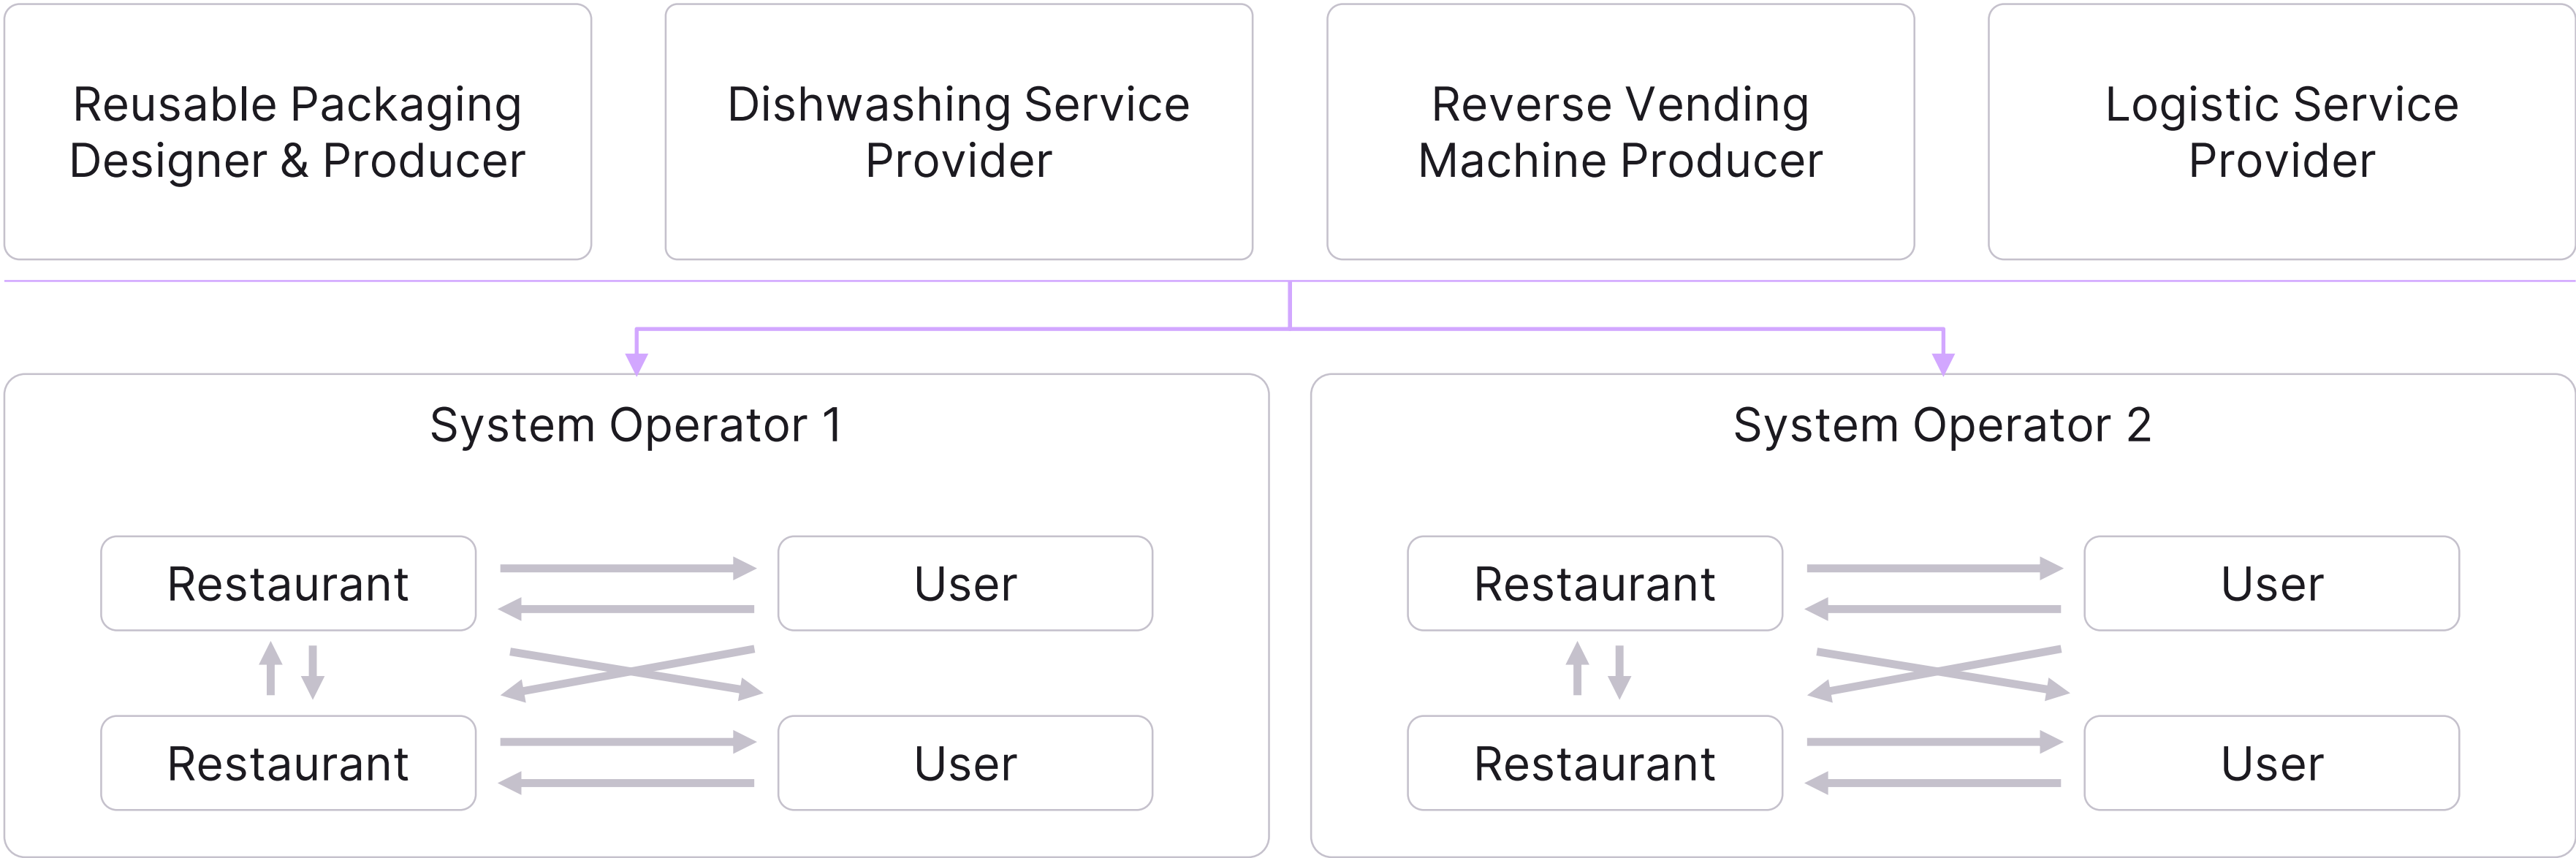 Reusable Packaging
Designer & Producer
Dishwashing Service
Provider
Reverse Vending
Machine Producer
Logistic Service
Provider
System Operator 1
Restaurant
User
Restaurant
User
System Operator 2
Restaurant
User
Restaurant
User